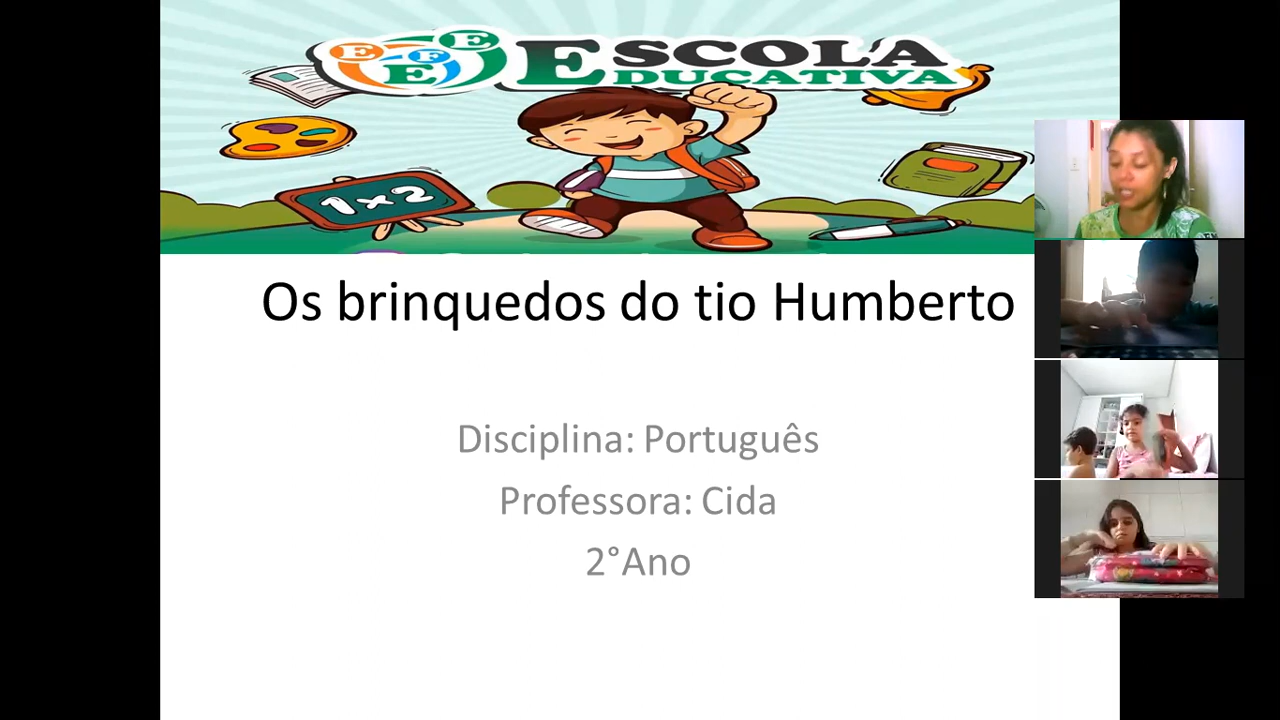 E E F E ESCOLA
EDUCATIVA
1x2
Os brinquedos do tio Humberto
Disciplina: Português
Professora: Cida
2°Ano